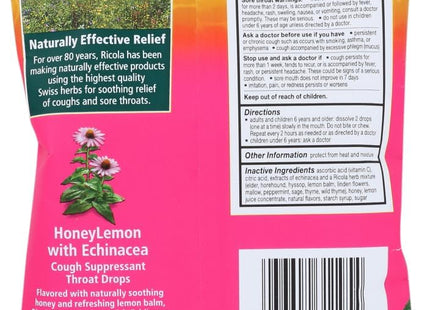 Naturally Effective Relief
For over 80 years, Ricola has been
making naturally effective products
using the highest quality
Swiss herbs for soothing relief
of coughs and sore throats.
HoneyLemon
with Echinacea
Cough Suppressant
Throat Drops
Flavored with naturally soothing
honey and refreshing lemon balm,
for more than 2 days, is accompanied or followed by fever,
headache, rash, swelling, nausea, or vomiting, consult a doctor
promptly. These may be serious. • do not use in children
under 6 years of age unless directed by a doctor.
Ask a doctor before use if you have • persistent
or chronic cough such as occurs with smoking, asthma, or
emphysema • cough accompanied by excessive phlegm (mucus)
Stop use and ask a doctor if • cough persists for
more than 1 week, tends to recur, or is accompanied by fever,
rash, or persistent headache. These could be signs of a serious
condition. • sore mouth does not improve in 7 days
• irritation, pain, or redness persists or worsens
Keep out of reach of children.
Directions
• adults and children 6 years and older: dissolve 2 drops
(one at a time) slowly in the mouth. Do not bite or chew.
Repeat every 2 hours as needed or as directed by a doctor
• children under 6 years: ask a doctor
Other Information protect from heat and moisture
Inactive Ingredients ascorbic acid (vitamin C),
citric acid, extracts of echinacea and a Ricola herb mixture
(elder, horehound, hyssop, lemon balm, linden flowers,
mallow, peppermint, sage, thyme, wild thyme), honey, lemon
juice concentrate, natural flavors, starch syrup, sugar